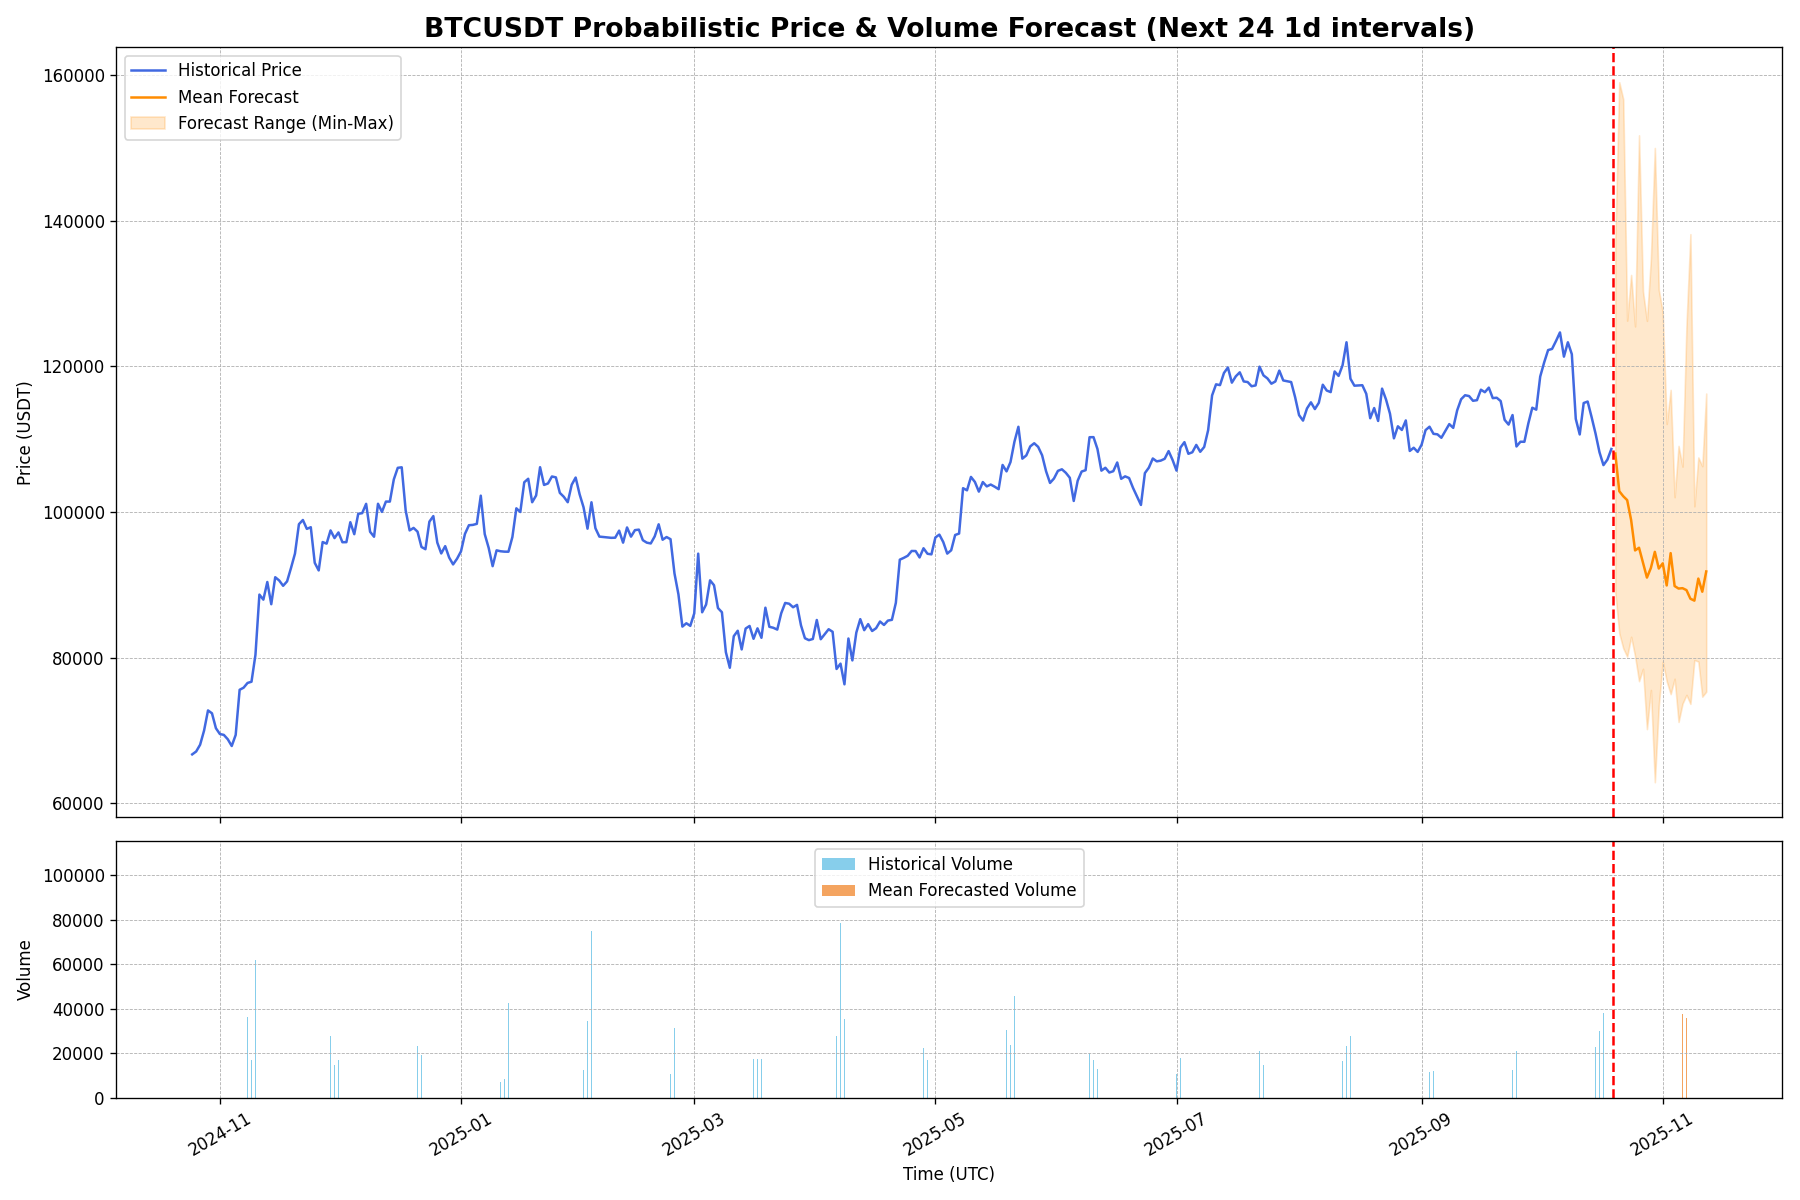 BTCUSDT Probabilistic Price & Volume Forecast (Next 24 1d intervals)
Historical Price
Mean Forecast
Forecast Range (Min-Max)
160000
140000
120000
100000
80000
60000
Price (USDT)
Historical Volume
Mean Forecasted Volume
100000
80000
60000
40000
20000
0
Volume
2024-11
2025-01
2025-03
2025-05
2025-07
2025-09
2025-11
Time (UTC)